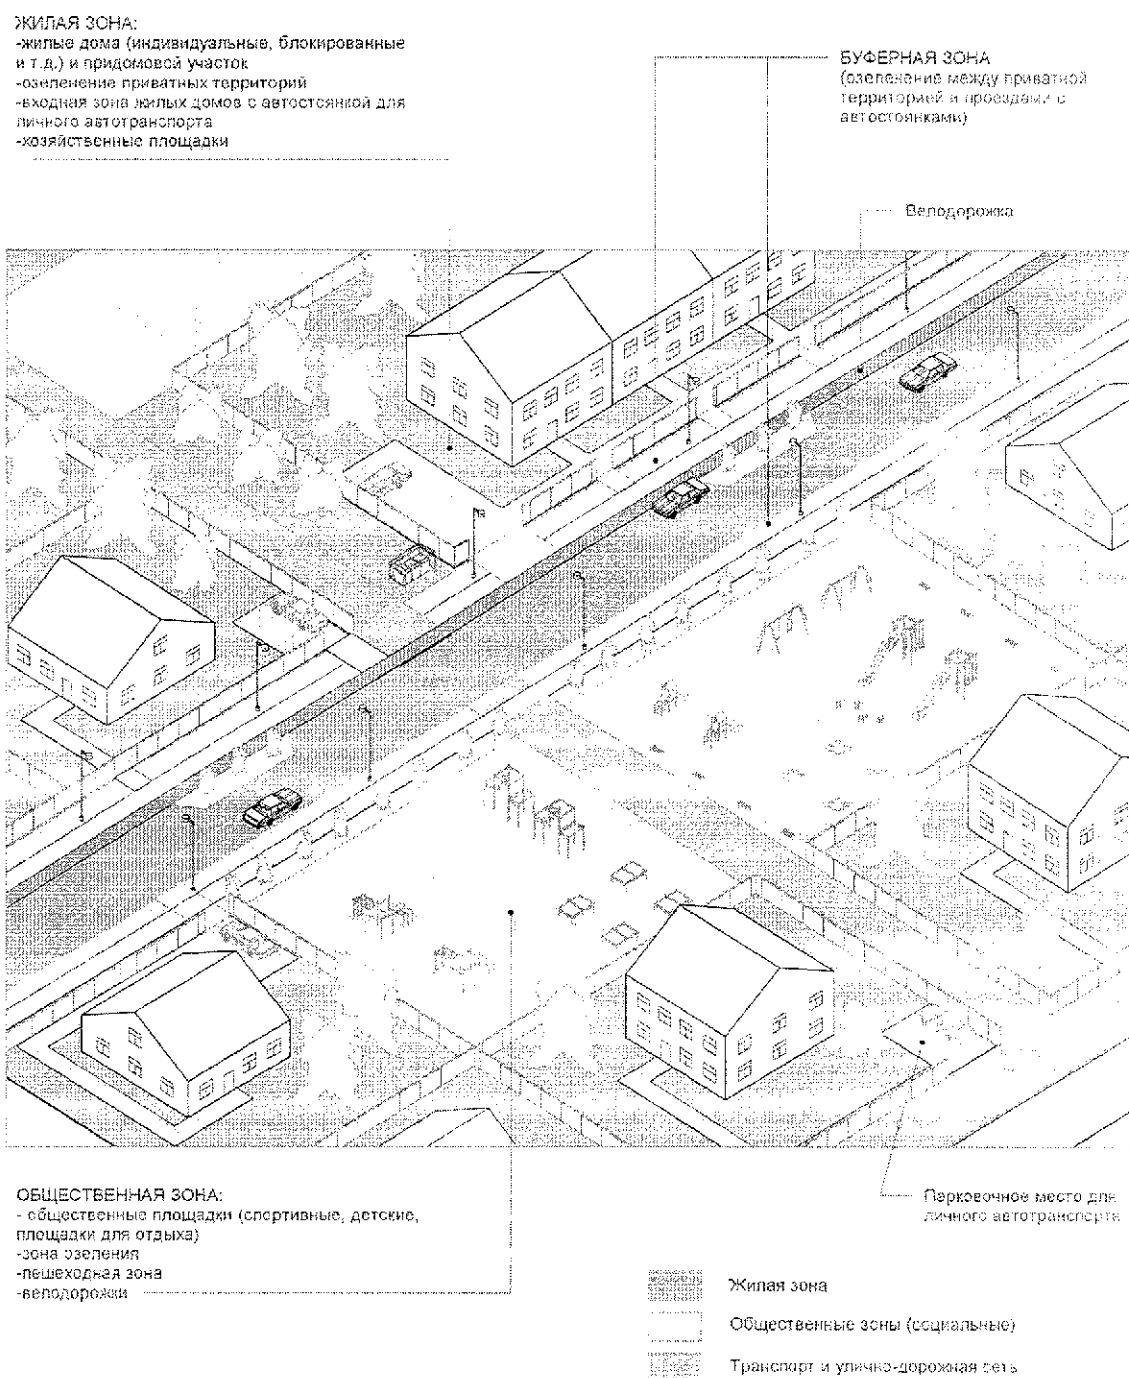 ЖИЛАЯ ЗОНА:
-жилые дома (индивидуальные, блокированные
и т.д.) и придомовой участок
-озеленение приватных территорий
-входная зона жилых домов с автостоянкой для
личного автотранспорта
-хозяйственные площадки
БУФЕРНАЯ ЗОНА
(озеленение между приватной
территорией и проездами с
автостоянками)
Велодорожка
ОБЩЕСТВЕННАЯ ЗОНА:
- общественные площадки (спортивные, детские,
площадки для отдыха)
-зона озеления
-пешеходная зона
-велодорожки
Парковочное место для
личного автотранспорта
Жилая зона
Общественные зоны (социальные)
Транспорт и улично-дорожная сеть